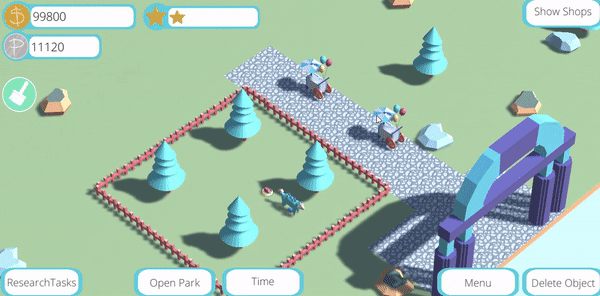 99800
Show Shops
11120
ResearchTasks
Open Park
Time
Menu
Delete Object